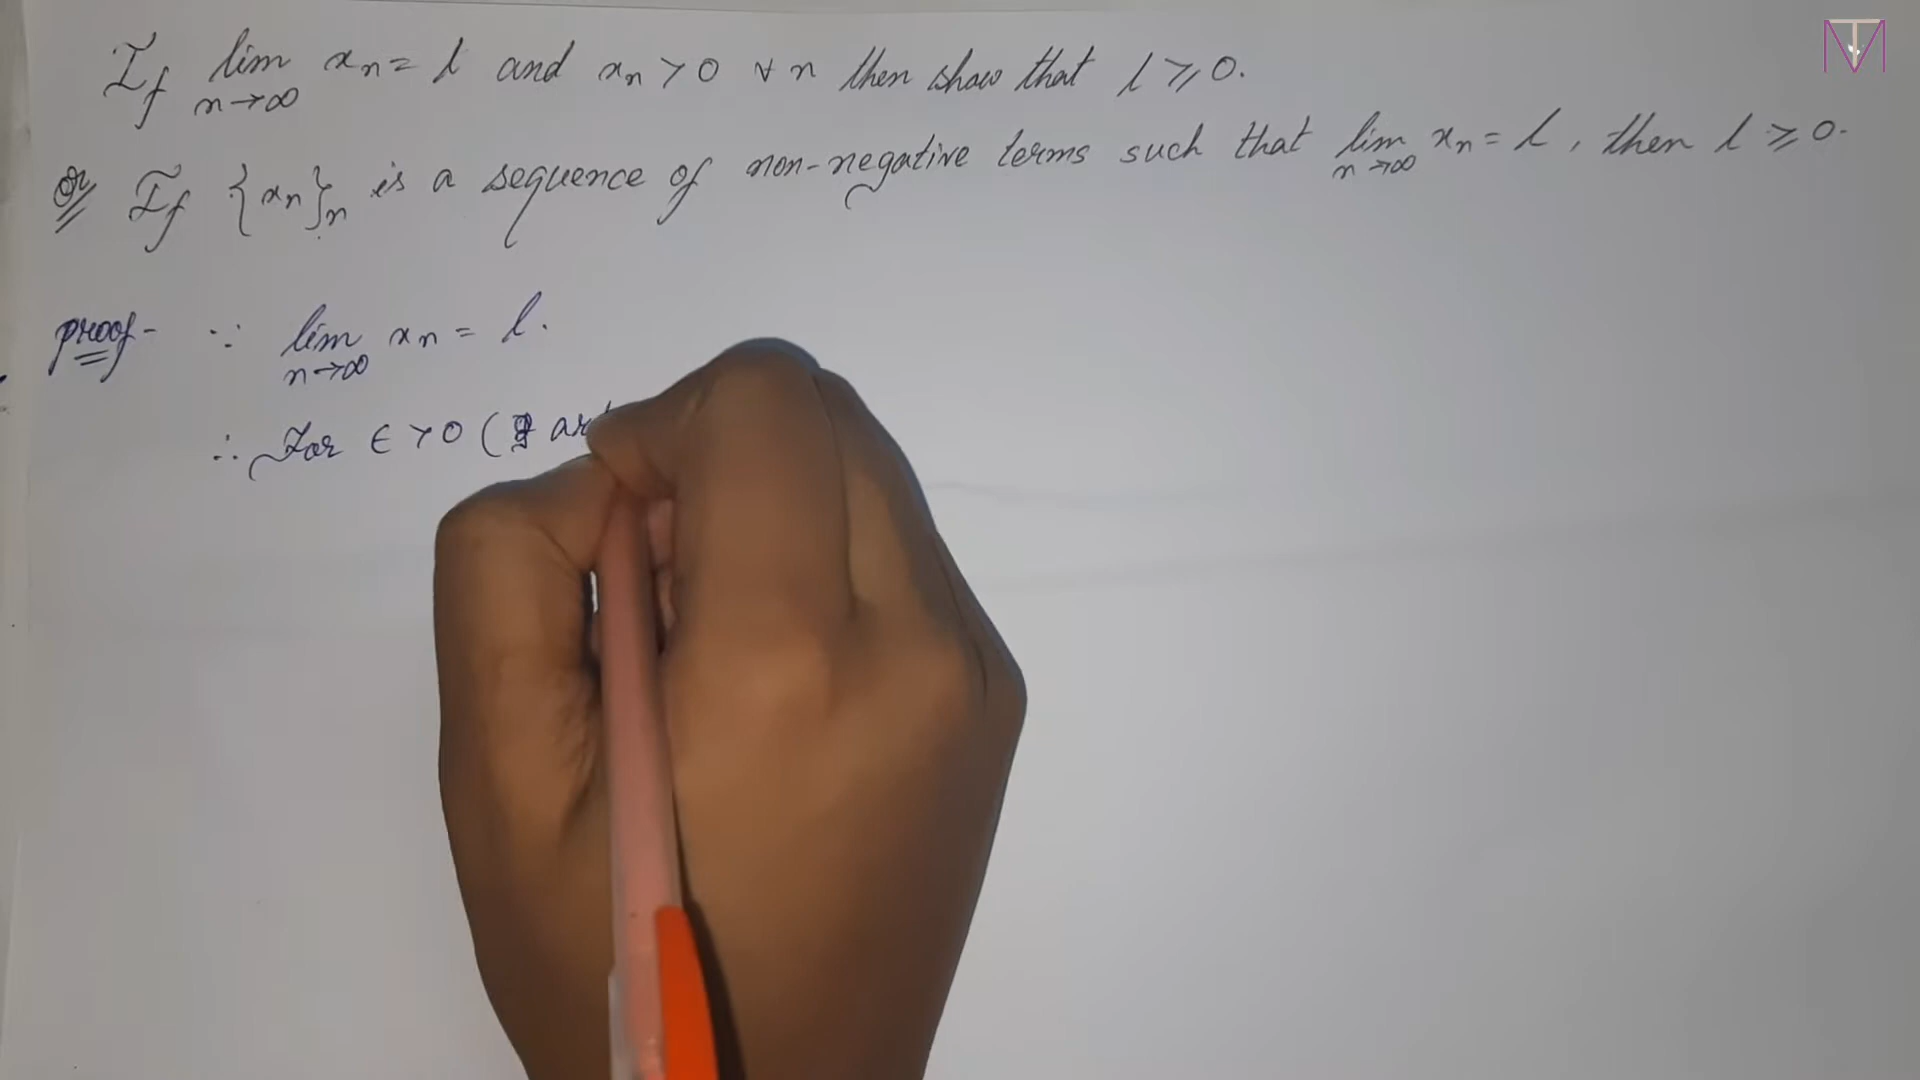 If lim n→∞ xn = l and xn > 0 ∀ n then show that l ≥ 0.
Or If {xn}n is a sequence of non-negative terms such that lim n→∞ xn = l, then l ≥ 0.
proof- ∵ lim n→∞ xn = l.
∴ For ϵ > 0 (